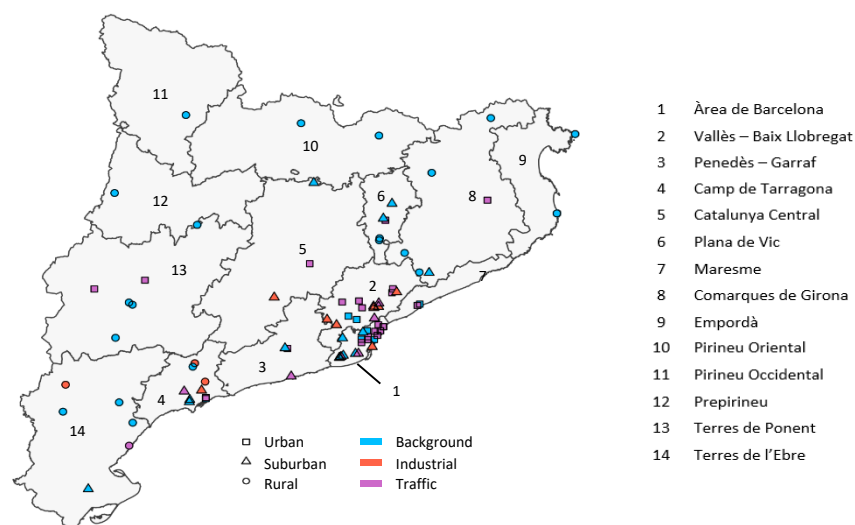 11
10
9
12
6
8
5
13
2
7
3
4
1
14
Urban
Suburban
Rural
Background
Industrial
Traffic
1 Àrea de Barcelona
2 Vallès – Baix Llobregat
3 Penedès – Garraf
4 Camp de Tarragona
5 Catalunya Central
6 Plana de Vic
7 Maresme
8 Comarques de Girona
9 Empordà
10 Pirineu Oriental
11 Pirineu Occidental
12 Prepirineu
13 Terres de Ponent
14 Terres de l'Ebre